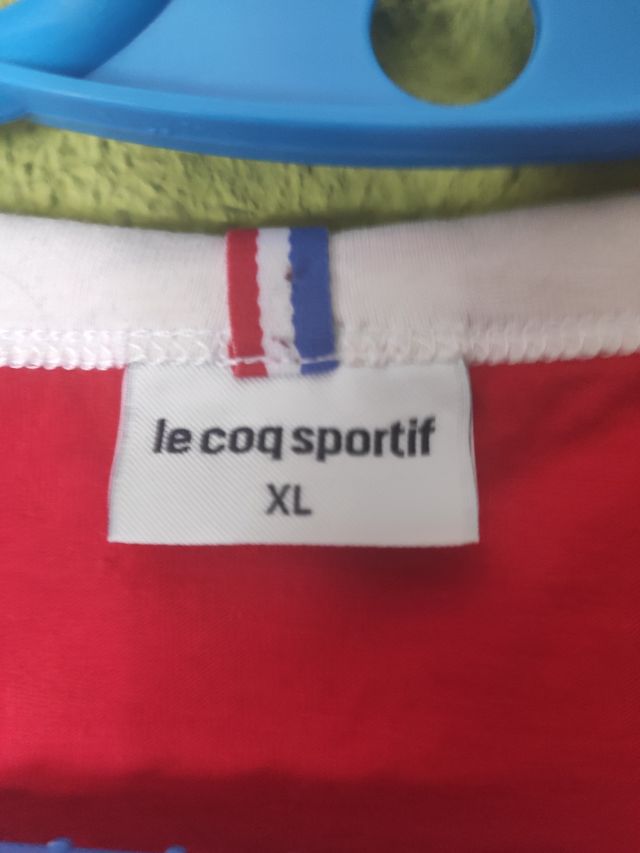 le coq sportif
XL